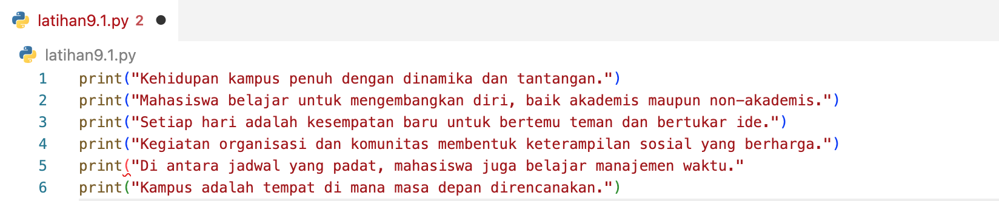 latihan9.1.py 2
latihan9.1.py
1 print("Kehidupan kampus penuh dengan dinamika dan tantangan.")
2 print("Mahasiswa belajar untuk mengembangkan diri, baik akademis maupun non-akademis.")
3 print("Setiap hari adalah kesempatan baru untuk bertemu teman dan bertukar ide.")
4 print("Kegiatan organisasi dan komunitas membentuk keterampilan sosial yang berharga.")
5 print("Di antara jadwal yang padat, mahasiswa juga belajar manajemen waktu."
6 print("Kampus adalah tempat di mana masa depan direncanakan.")